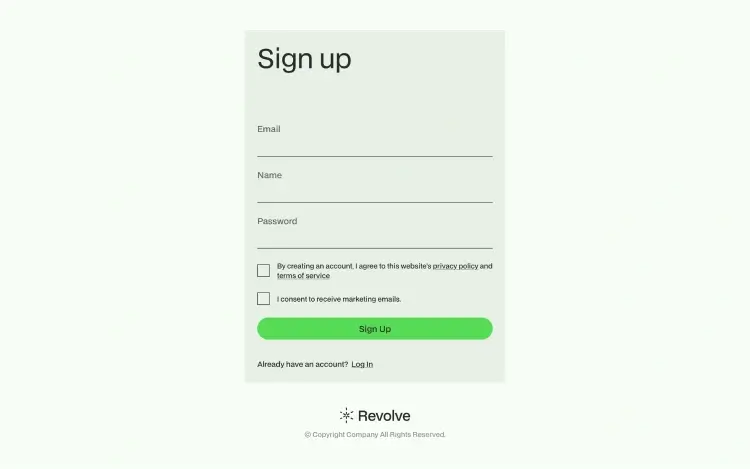 Sign up
Email
Name
Password
By creating an account, I agree to this website's privacy policy and
terms of service
I consent to receive marketing emails.
Sign Up
Already have an account? Log In
Revolve
© Copyright Company All Rights Reserved.